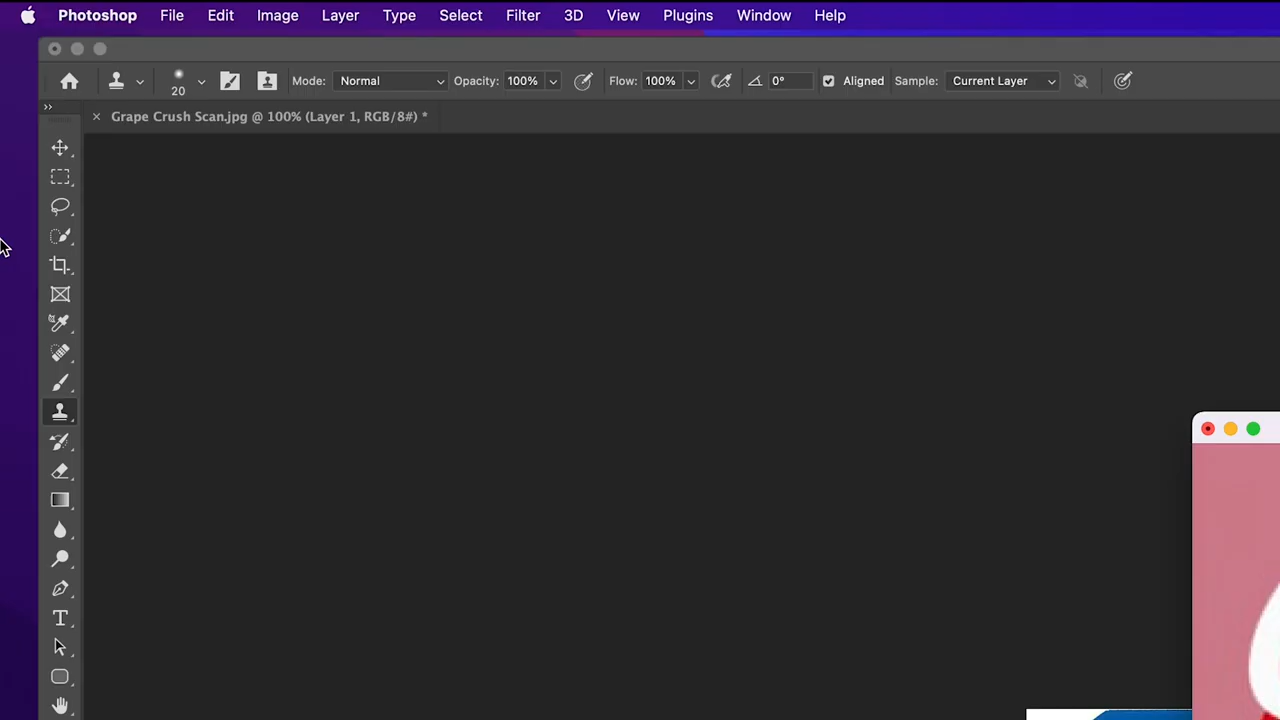 Photoshop File Edit Image Layer Type Select Filter 3D View Plugins Window Help
20 Mode: Normal Opacity: 100% Flow: 100% 0° Aligned Sample: Current Layer
Grape Crush Scan.jpg @ 100% (Layer 1, RGB/8#) *